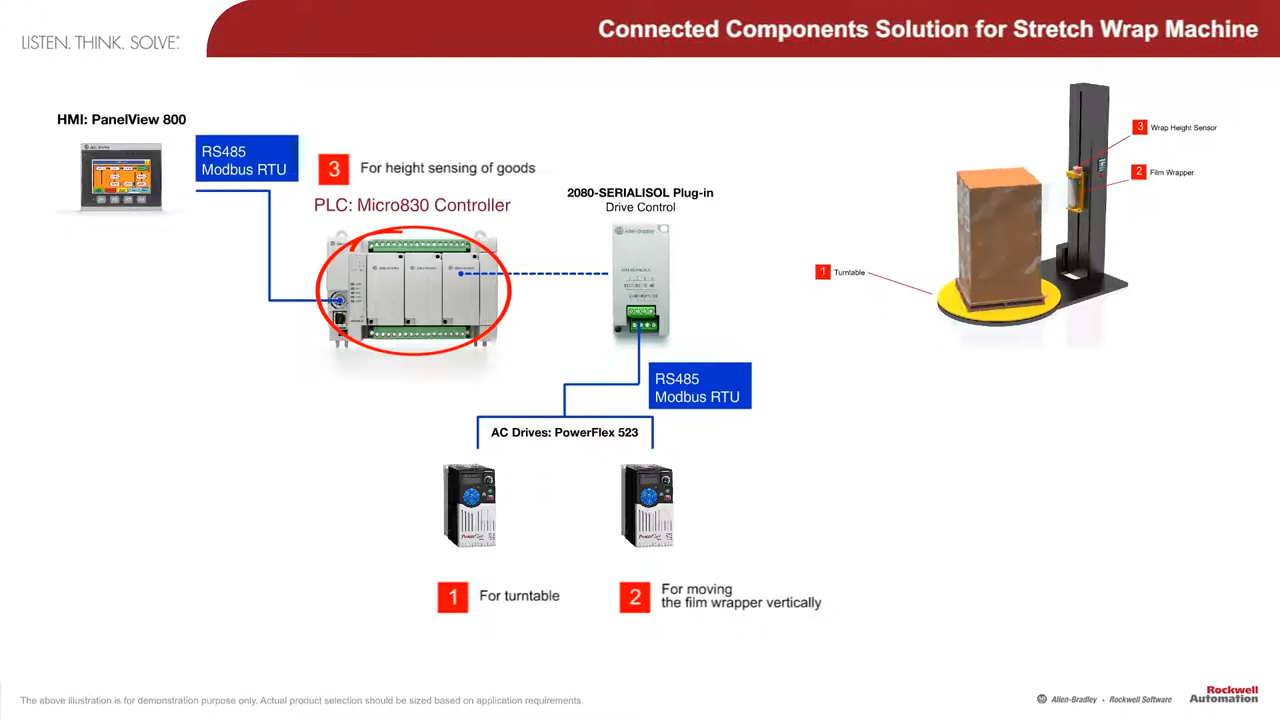 LISTEN. THINK. SOLVE.
Connected Components Solution for Stretch Wrap Machine
HMI: PanelView 800
RS485
Modbus RTU
3 For height sensing of goods
PLC: Micro830 Controller
2080-SERIALISOL Plug-in
Drive Control
Allen-Bradley
2080-SERIALISOL
3 Wrap Height Sensor
2 Film Wrapper
1 Turntable
RS485
Modbus RTU
AC Drives: PowerFlex 523
1 For turntable
2 For moving
the film wrapper vertically
The above illustration is for demonstration purpose only. Actual product selection should be sized based on application requirements.
Allen-Bradley • Rockwell Software
Rockwell
Automation